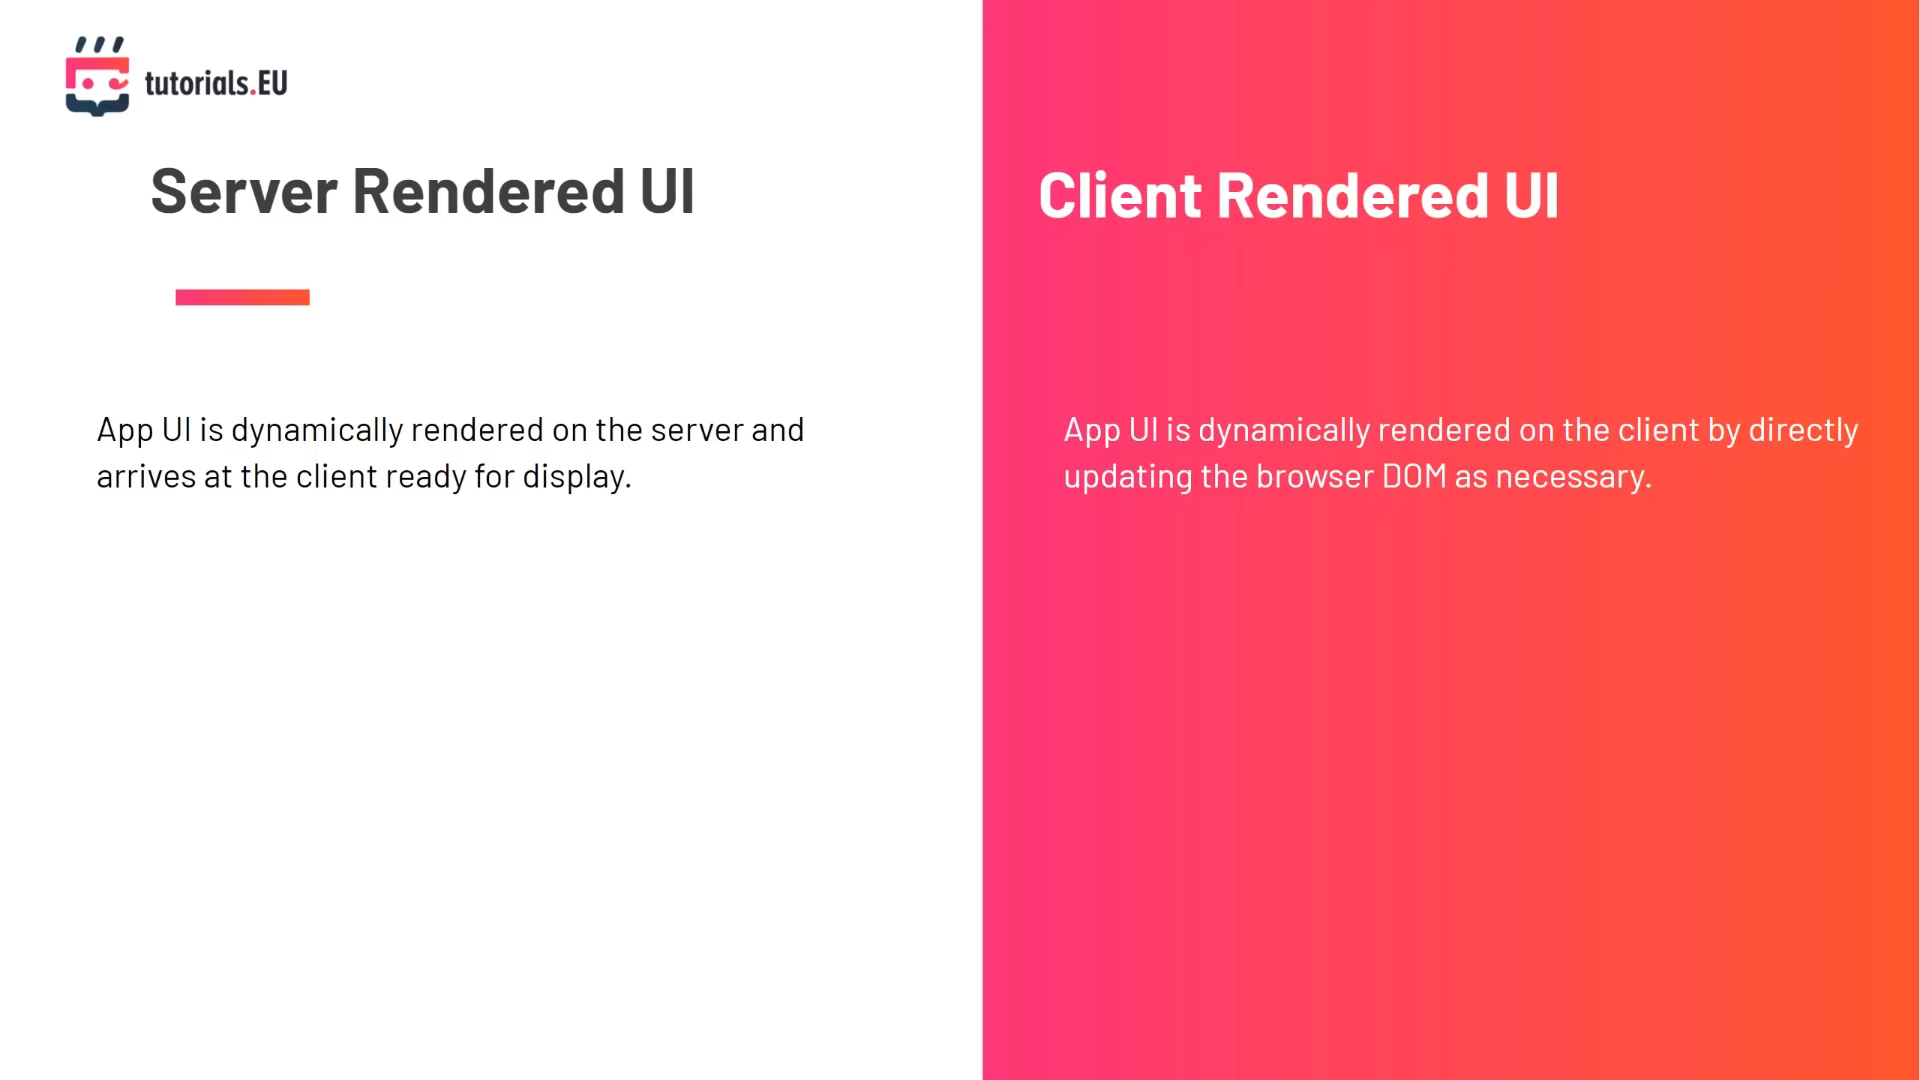 tutorials.EU
Server Rendered UI
App UI is dynamically rendered on the server and
arrives at the client ready for display.
Client Rendered UI
App UI is dynamically rendered on the client by directly
updating the browser DOM as necessary.